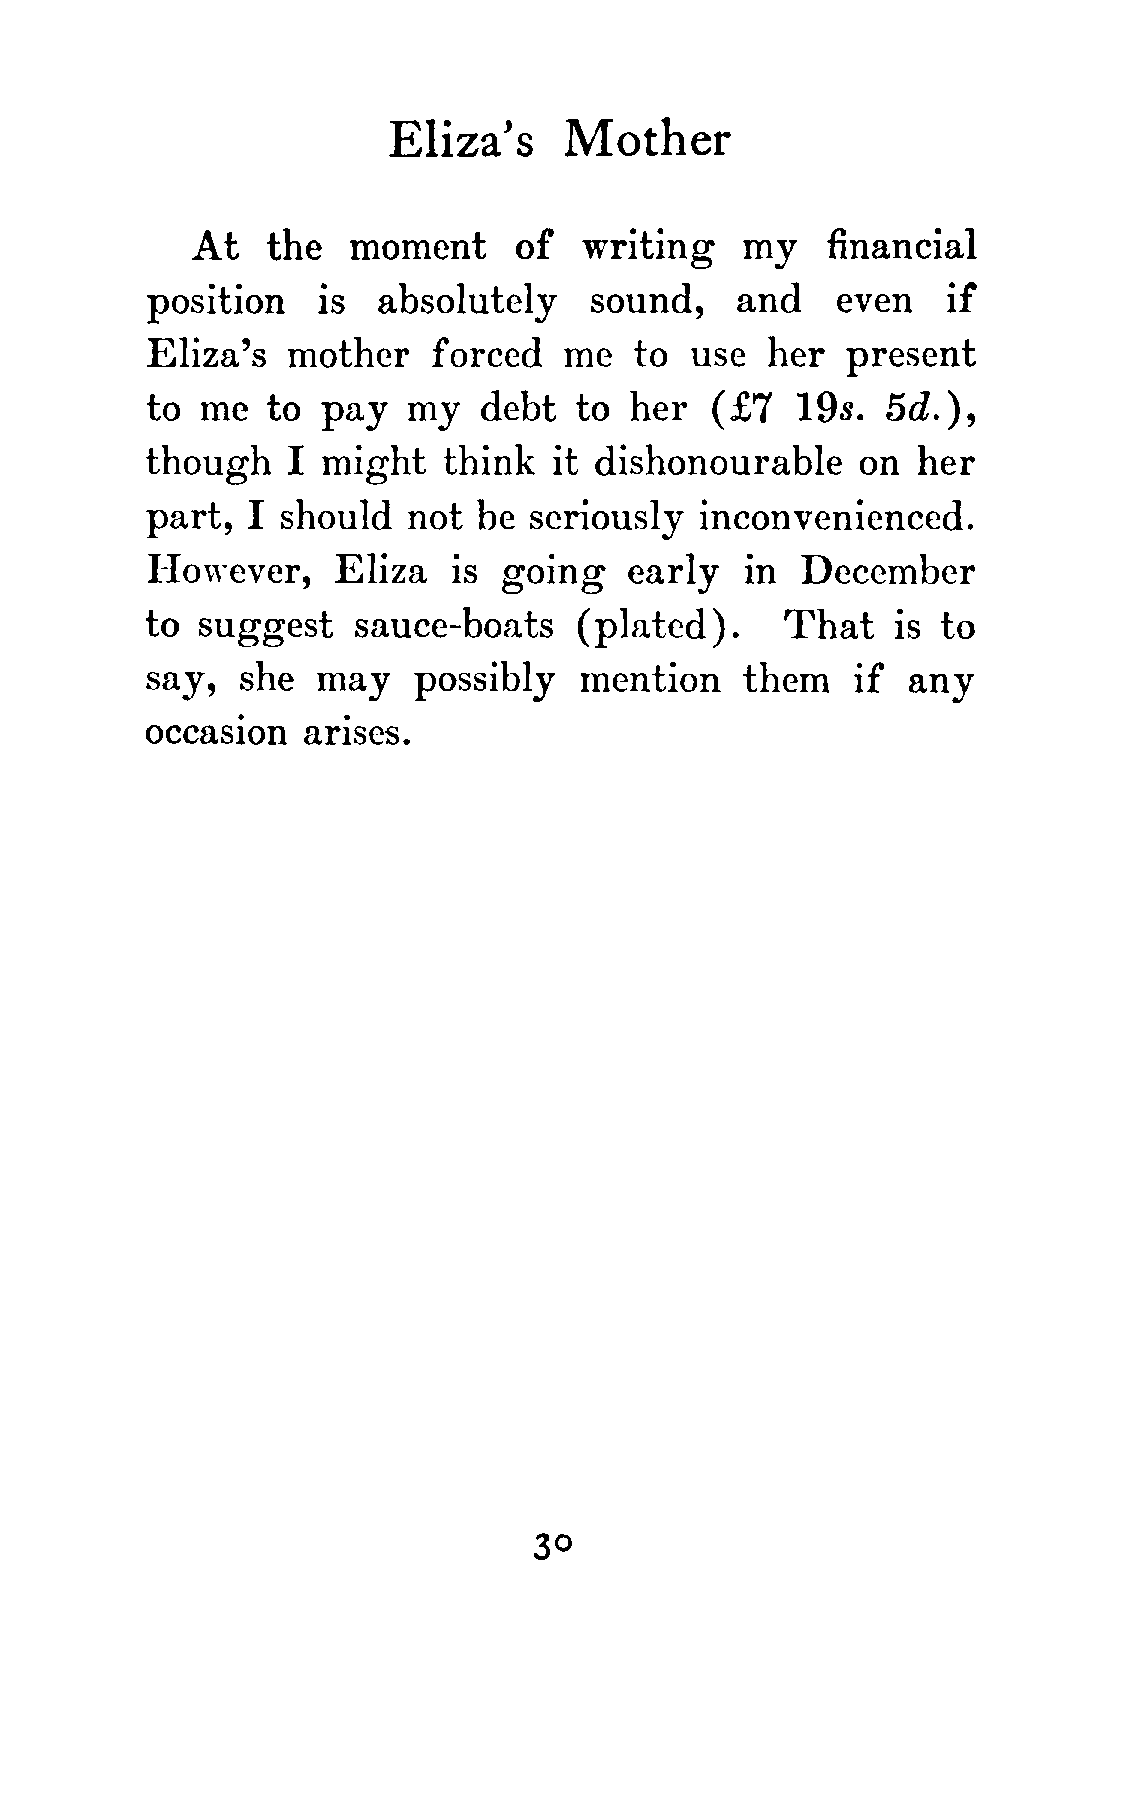 Eliza's Mother
At the moment of writing my financial
position is absolutely sound, and even if
Eliza's mother forced me to use her present
to me to pay my debt to her (£7 19s. 5d.),
though I might think it dishonourable on her
part, I should not be seriously inconvenienced.
However, Eliza is going early in December
to suggest sauce-boats (plated). That is to
say, she may possibly mention them if any
occasion arises.
30